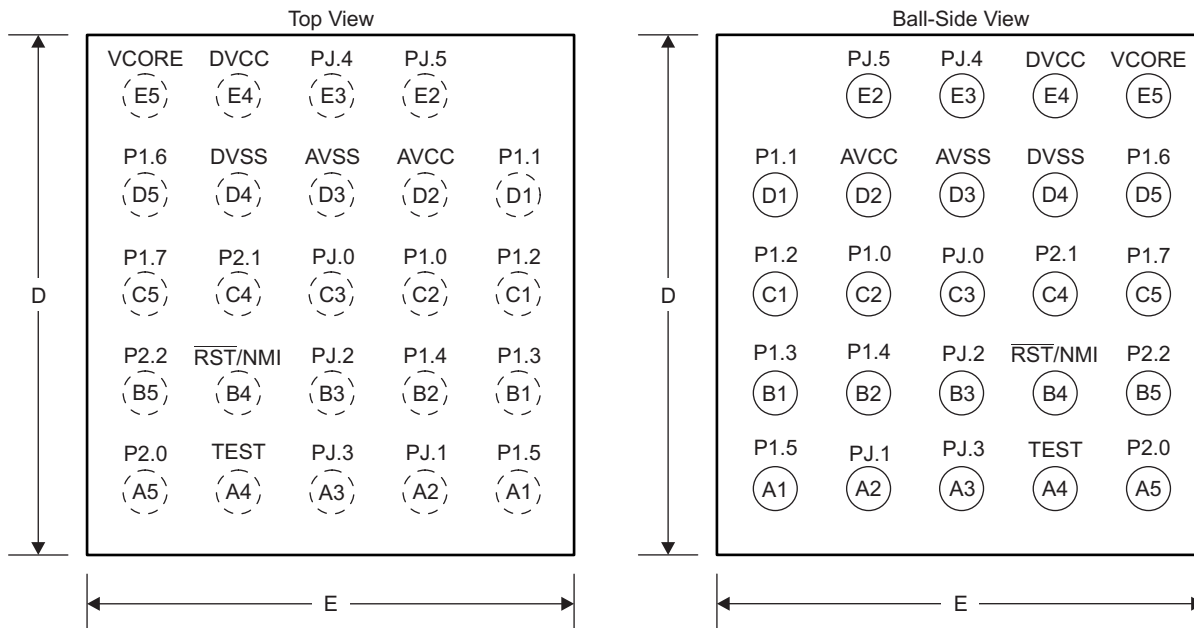 Top View
VCORE DVCC PJ.4 PJ.5
E5 E4 E3 E2
P1.6 DVSS AVSS AVCC P1.1
D5 D4 D3 D2 D1
P1.7 P2.1 PJ.0 P1.0 P1.2
C5 C4 C3 C2 C1
P2.2 RST/NMI PJ.2 P1.4 P1.3
B5 B4 B3 B2 B1
P2.0 TEST PJ.3 PJ.1 P1.5
A5 A4 A3 A2 A1
D
E
Ball-Side View
PJ.5 PJ.4 DVCC VCORE
E2 E3 E4 E5
P1.1 AVCC AVSS DVSS P1.6
D1 D2 D3 D4 D5
P1.2 P1.0 PJ.0 P2.1 P1.7
C1 C2 C3 C4 C5
P1.3 P1.4 PJ.2 RST/NMI P2.2
B1 B2 B3 B4 B5
P1.5 PJ.1 PJ.3 TEST P2.0
A1 A2 A3 A4 A5
D
E